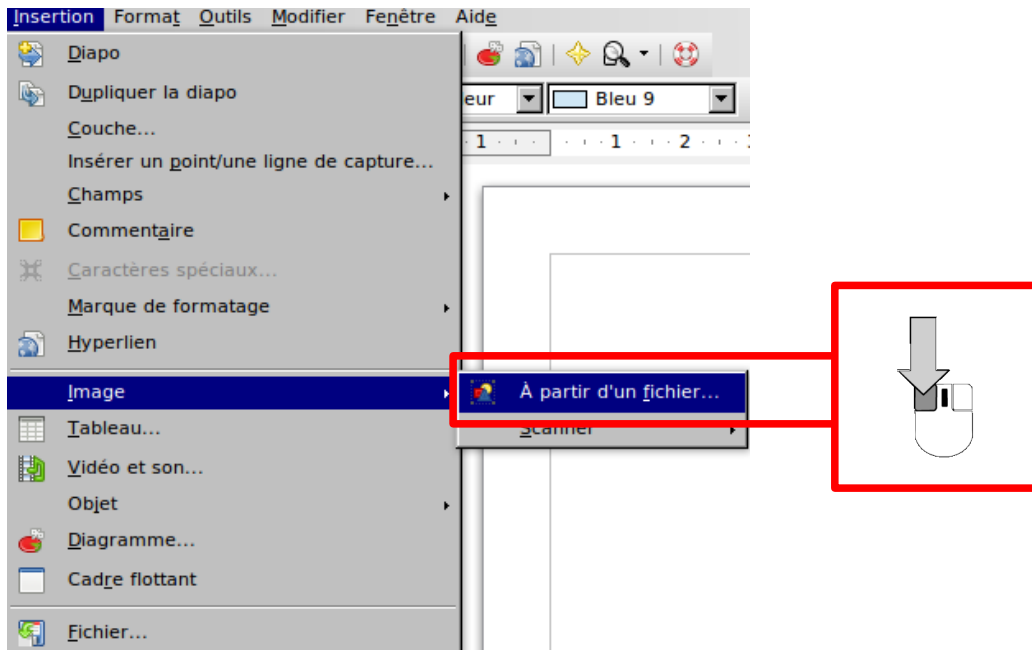 Insertion Format Outils Modifier Fenêtre Aide
Diapo
Dupliquer la diapo
eur Bleu 9
Couche...
1 1 2
Insérer un point/une ligne de capture...
Champs
Commentaire
Caractères spéciaux...
Marque de formatage
Hyperlien
Image À partir d'un fichier...
Tableau... Scanner
Vidéo et son...
Objet
Diagramme...
Cadre flottant
Fichier...